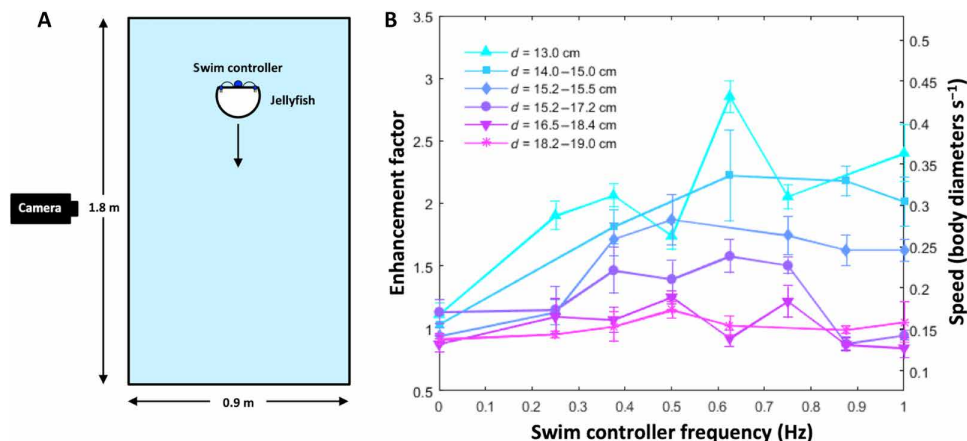 A
Swim controller
Jellyfish
Camera
1.8 m
0.9 m
B
3.5
3
2.5
2
1.5
1
0.5
Enhancement factor
d = 13.0 cm
d = 14.0–15.0 cm
d = 15.2–15.5 cm
d = 15.2–17.2 cm
d = 16.5–18.4 cm
d = 18.2–19.0 cm
0.5
0.45
0.4
0.35
0.3
0.25
0.2
0.15
0.1
Speed (body diameters s⁻¹)
0 0.1 0.2 0.3 0.4 0.5 0.6 0.7 0.8 0.9 1
Swim controller frequency (Hz)